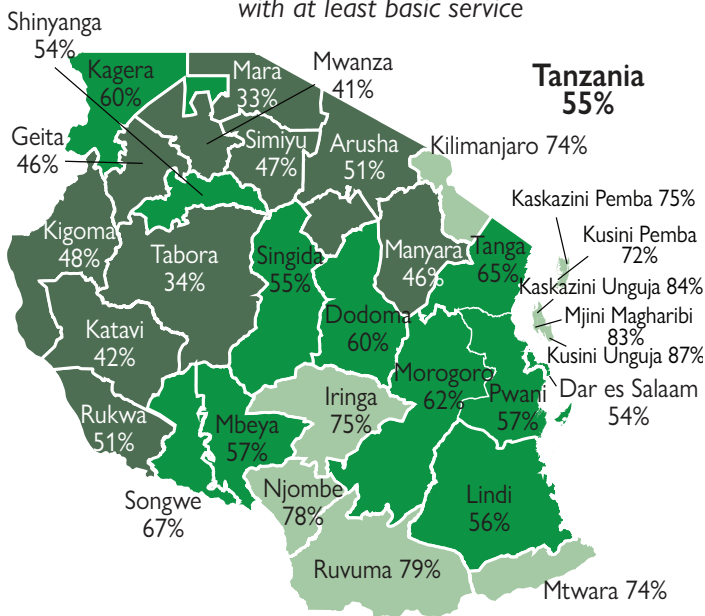 with at least basic service
Shinyanga
54%
Kagera
60%
Mara
33%
Mwanza
41%
Tanzania
55%
Geita
46%
Simiyu
47%
Arusha
51%
Kilimanjaro 74%
Kaskazini Pemba 75%
Kigoma
48%
Tabora
34%
Singida
55%
Manyara
46%
Tanga
65%
Kusini Pemba
72%
Kaskazini Unguja 84%
Katavi
42%
Dodoma
60%
Mjini Magharibi
83%
Kusini Unguja 87%
Rukwa
51%
Mbeya
57%
Iringa
75%
Morogoro
62%
Pwani
57%
Dar es Salaam
54%
Songwe
67%
Njombe
78%
Lindi
56%
Ruvuma 79%
Mtwara 74%